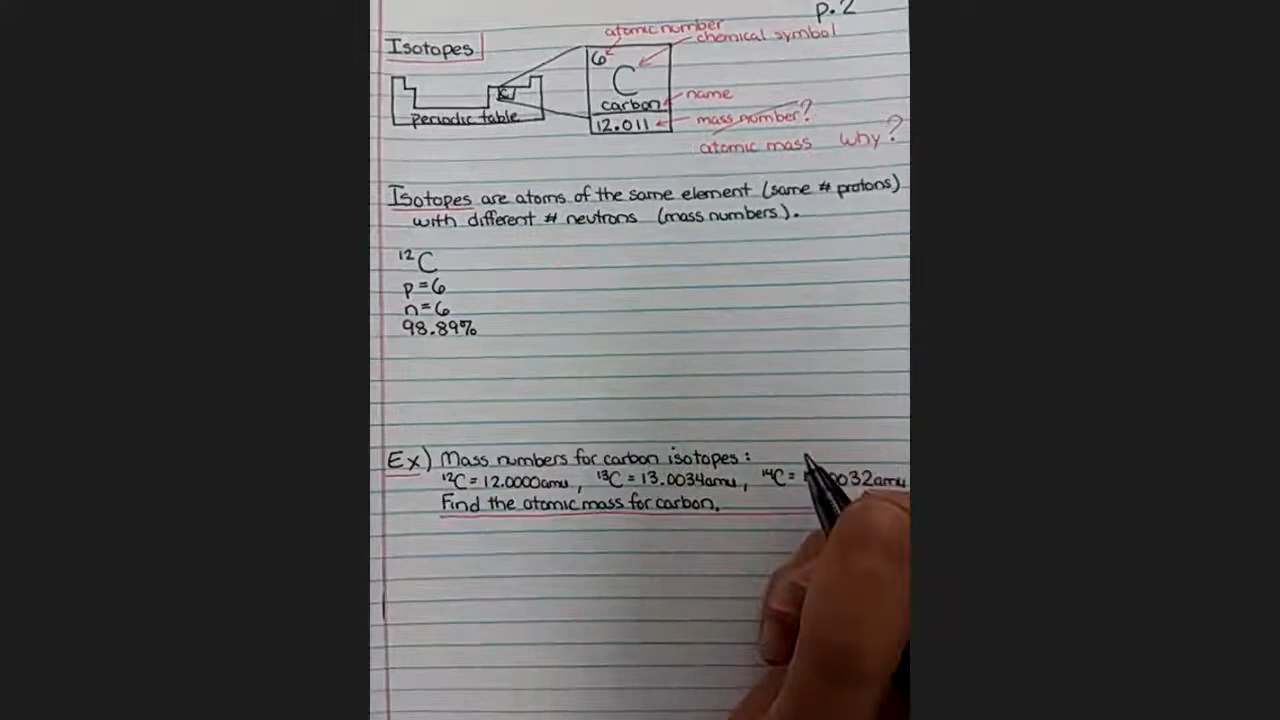 p.2
atomic number
chemical symbol
Isotopes
6
C
carbon
name
12.011
mass number?
atomic mass why?
C
periodic table
Isotopes are atoms of the same element (same # protons)
with different # neutrons (mass numbers).
¹²C
p=6
n=6
98.89%
Ex) Mass numbers for carbon isotopes:
¹²C = 12.0000amu, ¹³C = 13.0034amu, ¹⁴C = 0032amu
Find the atomic mass for carbon.